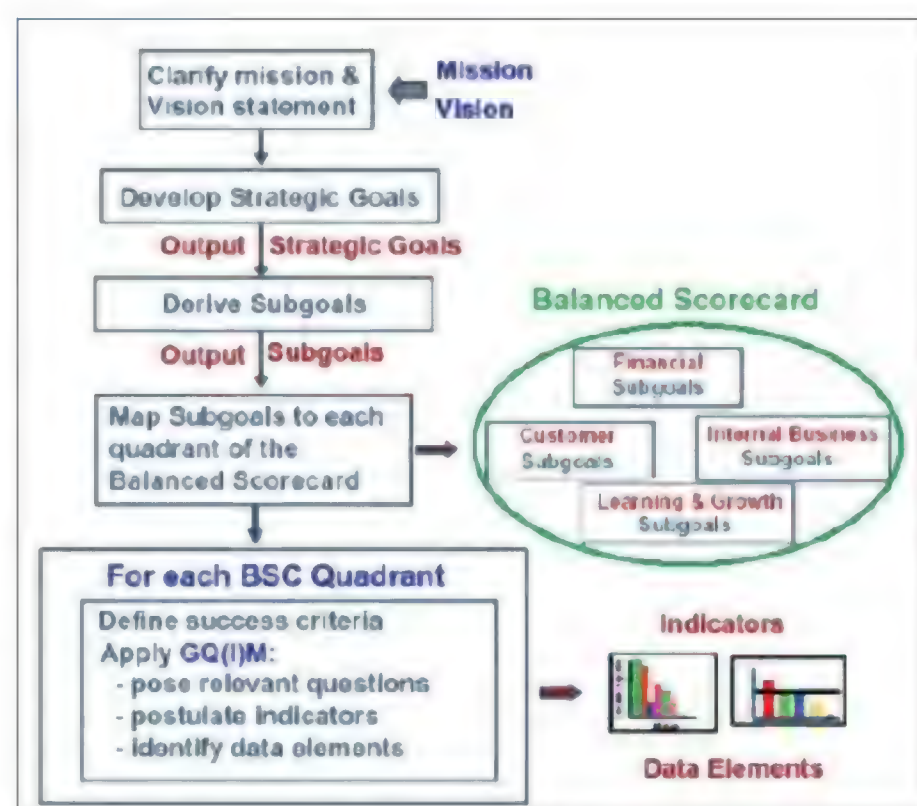 Clarify mission &
Vision statement
Mission
Vision
Develop Strategic Goals
Output Strategic Goals
Derive Subgoals
Output Subgoals
Map Subgoals to each
quadrant of the
Balanced Scorecard
Balanced Scorecard
Financial
Subgoals
Customer
Subgoals
Internal Business
Subgoals
Learning & Growth
Subgoals
For each BSC Quadrant
Define success criteria
Apply GQ(I)M:
- pose relevant questions
- postulate indicators
- identify data elements
Indicators
Data Elements